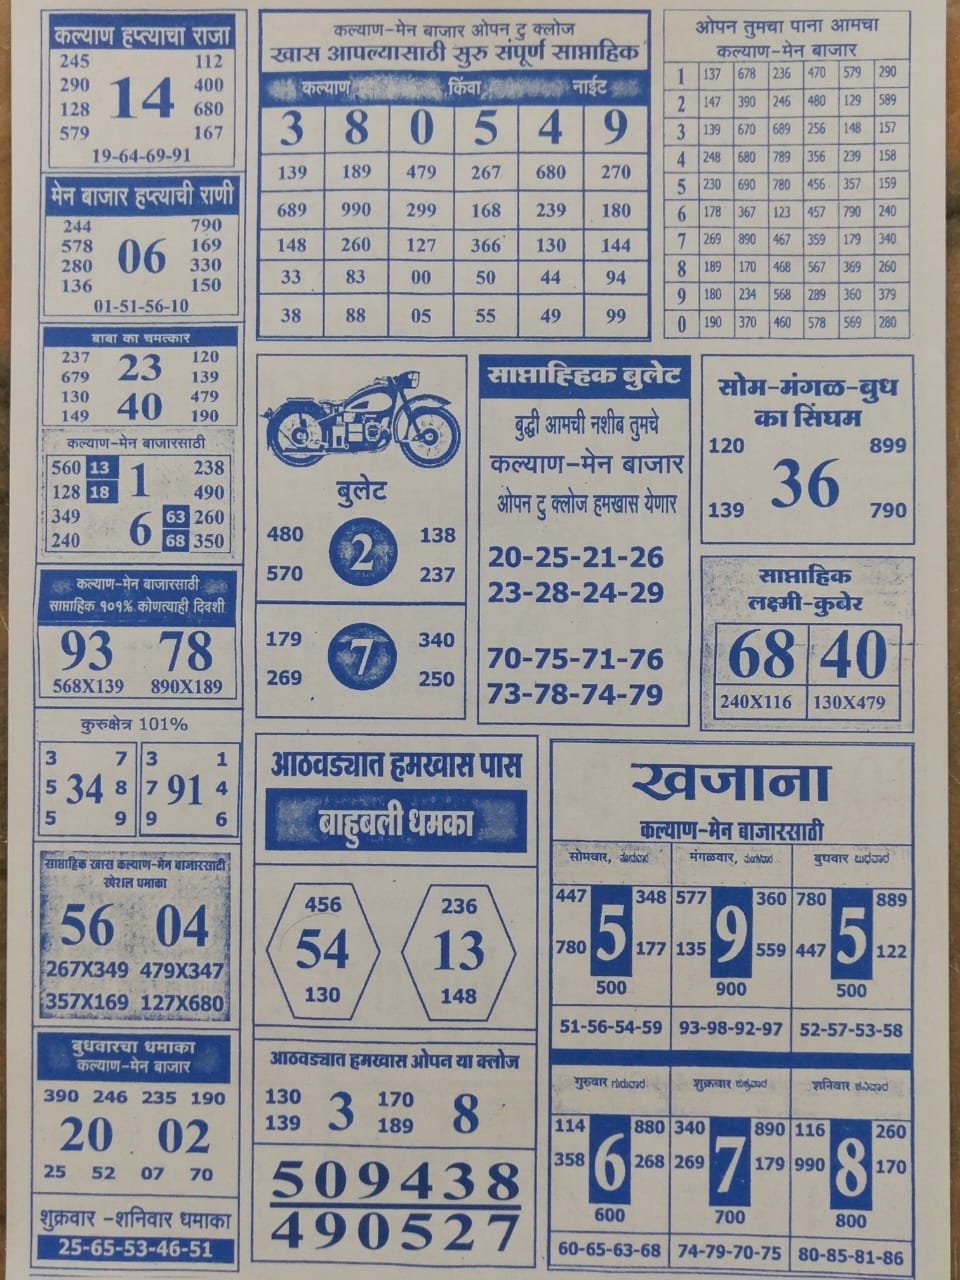 कल्याण हप्त्याचा राजा
245 112
290 14 400
128 680
579 167
19-64-69-91
मेन बाजार हप्त्याची राणी
244 790
578 06 169
280 330
136 150
01-51-56-10
बाबा का चमत्कार
237 23 120
679 139
130 40 479
149 190
कल्याण-मेन बाजारसाठी
560 13 1 238
128 18 490
349 6 63 260
240 68 350
कल्याण-मेन बाजारसाठी
साप्ताहिक १०१% कोणत्याही दिवशी
93 78
568X139 890X189
कुरुक्षेत्र 101%
3 7 3 1
5 34 8 7 91 4
5 9 9 6
साप्ताहिक खास कल्याण-मेन बाजारसाटी
स्पेशल धमाका
56 04
267X349 479X347
357X169 127X680
बुधवारचा धमाका
कल्याण-मेन बाजार
390 246 235 190
20 02
25 52 07 70
शुक्रवार -शनिवार धमाका
25-65-53-46-51
कल्याण-मेन बाजार ओपन टु क्लोज
खास आपल्यासाठी सुरु संपूर्ण साप्ताहिक
कल्याण किंवा नाईट
3 8 0 5 4 9
139 189 479 267 680 270
689 990 299 168 239 180
148 260 127 366 130 144
33 83 00 50 44 94
38 88 05 55 49 99
ओपन तुमचा पाना आमचा
कल्याण-मेन बाजार
1 137 678 236 470 579 290
2 147 390 246 480 129 589
3 139 670 689 256 148 157
4 248 680 789 356 239 158
5 230 690 780 456 357 159
6 178 367 123 457 790 240
7 269 890 467 359 179 340
8 189 170 468 567 369 260
9 180 234 568 289 360 379
0 190 370 460 578 569 280
बुलेट
480 2 138
570 237
179 7 340
269 250
साप्ताह्हिक बुलेट
बुद्धी आमची नशीब तुमचे
कल्याण-मेन बाजार
ओपन टु क्लोज हमखास येणार
20-25-21-26
23-28-24-29
70-75-71-76
73-78-74-79
सोम-मंगळ-बुध
का सिंघम
120 899
36
139 790
साप्ताहिक
लक्ष्मी-कुबेर
68 40
240X116 130X479
आठवड्यात हमखास पास
बाहुबली धमका
456 236
54 13
130 148
आठवड्यात हमखास ओपन या क्लोज
130 3 170 8
139 189
509438
490527
खजाना
कल्याण-मेन बाजारसाठी
सोमवार, मंगळवार, बुधवार
447 5 348 577 9 360 780 5 889
780 177 135 559 447 122
500 900 500
51-56-54-59 93-98-92-97 52-57-53-58
गुरुवार शुक्रवार शनिवार
114 6 880 340 7 890 116 8 260
358 268 269 179 990 170
600 700 800
60-65-63-68 74-79-70-75 80-85-81-86